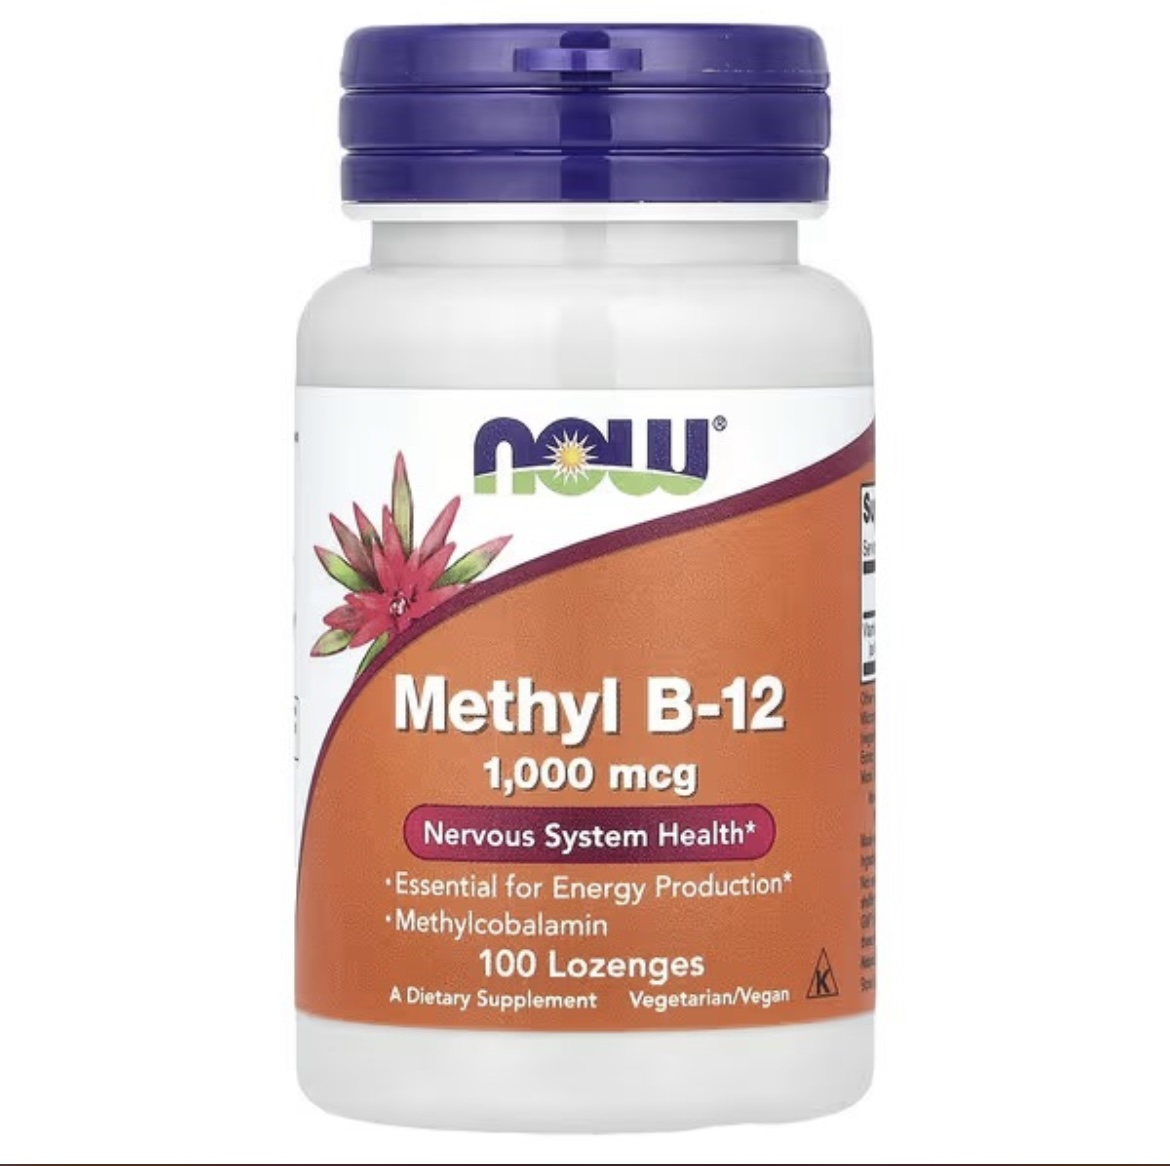 now®
Methyl B-12
1,000 mcg
Nervous System Health*
·Essential for Energy Production*
·Methylcobalamin
100 Lozenges
A Dietary Supplement Vegetarian/Vegan
K